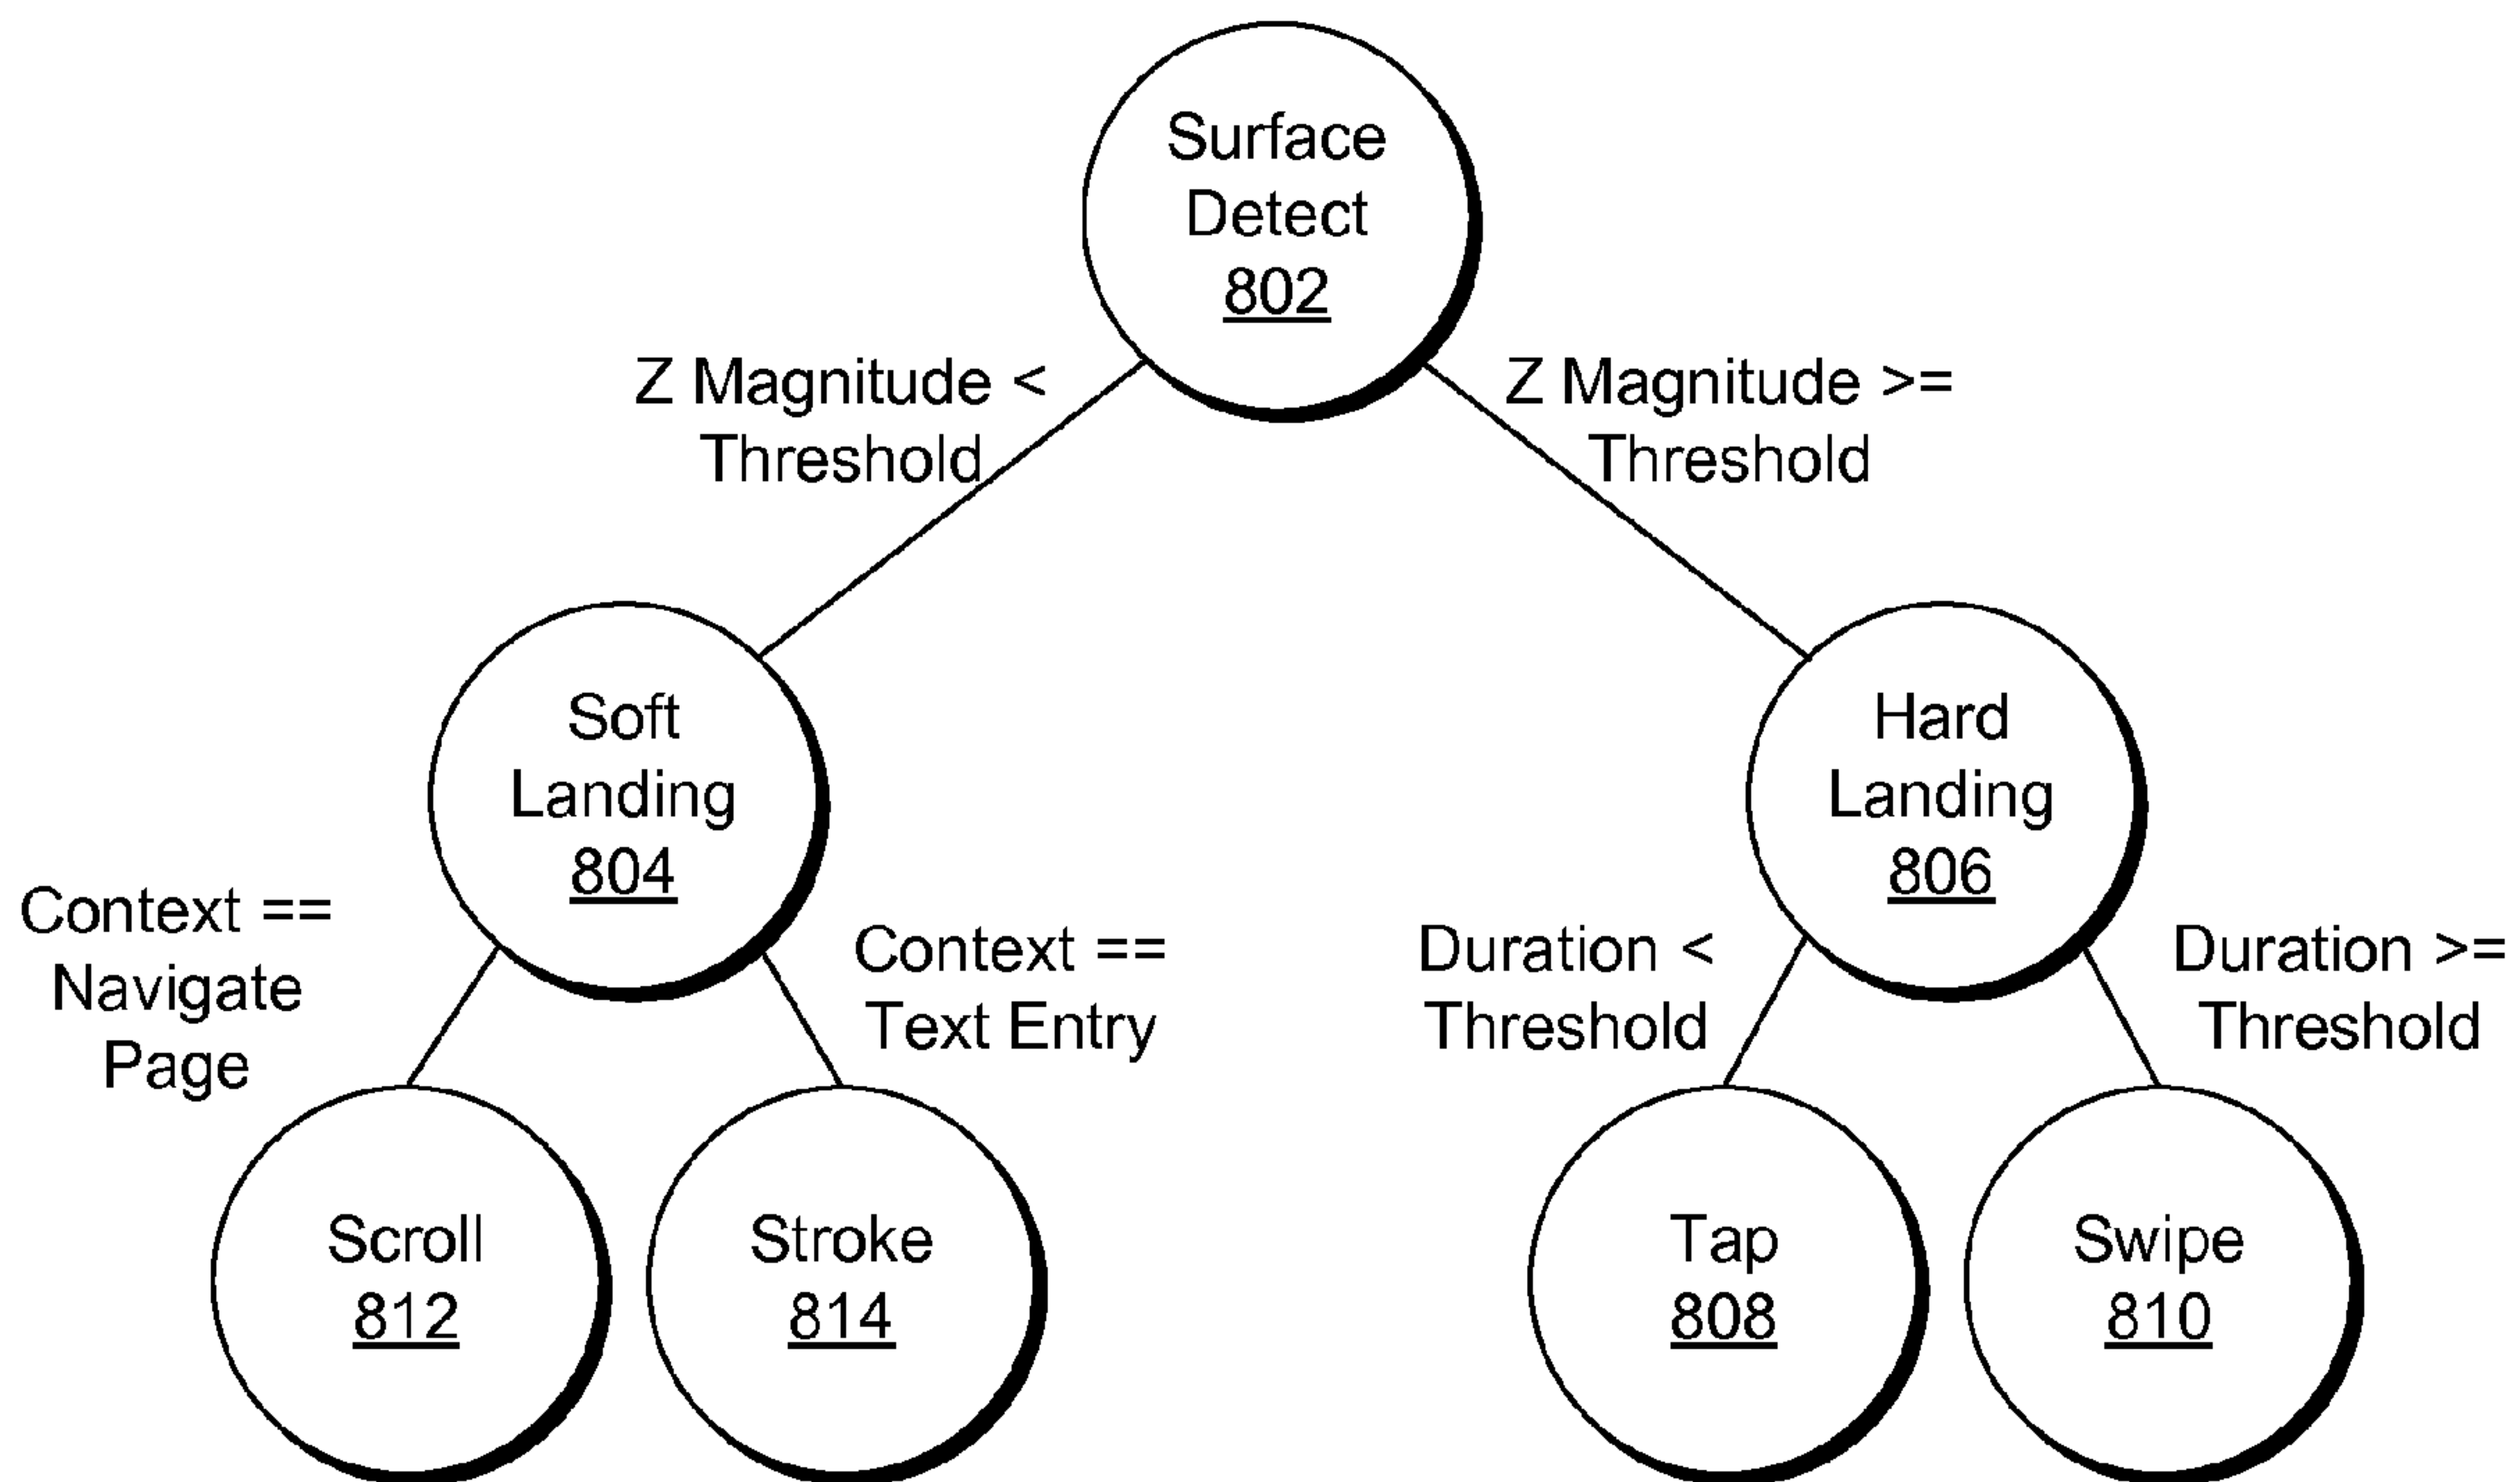 Surface
Detect
802
Z Magnitude <
Threshold
Z Magnitude >=
Threshold
Soft
Landing
804
Hard
Landing
806
Context ==
Navigate
Page
Context ==
Text Entry
Duration <
Threshold
Duration >=
Threshold
Scroll
812
Stroke
814
Tap
808
Swipe
810